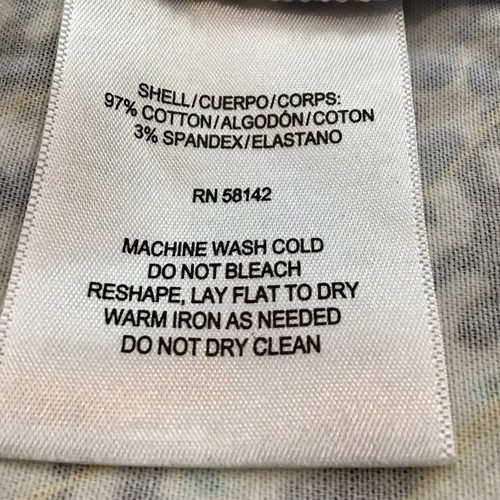 SHELL/CUERPO/CORPS:
97% COTTON/ALGODÓN/COTON
3% SPANDEX/ELASTANO
RN 58142
MACHINE WASH COLD
DO NOT BLEACH
RESHAPE, LAY FLAT TO DRY
WARM IRON AS NEEDED
DO NOT DRY CLEAN